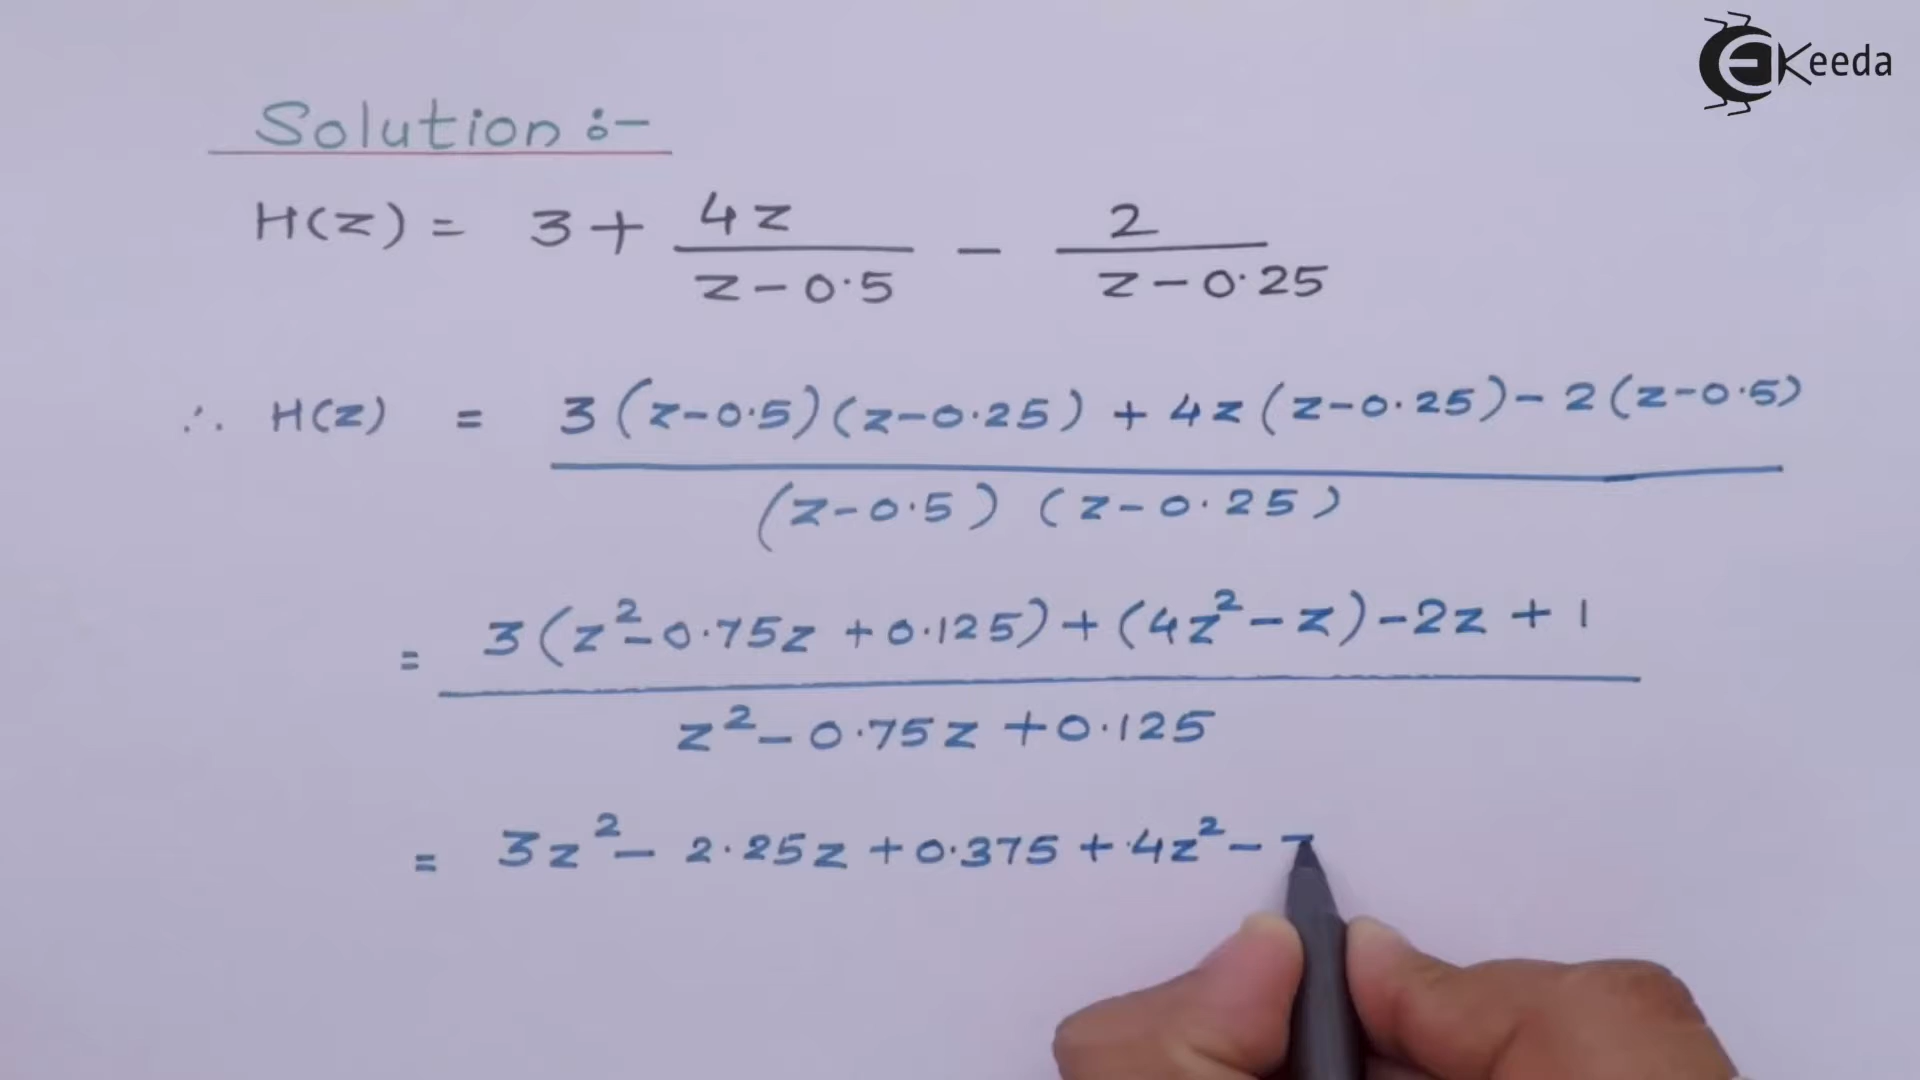 Keeda
Solution :-
H(z) = 3 + 4z / z - 0.5 - 2 / z - 0.25
∴ H(z) = 3(z-0.5)(z-0.25) + 4z(z-0.25) - 2(z-0.5)
(z-0.5) (z-0.25)
= 3(z² - 0.75z + 0.125) + (4z² - z) - 2z + 1
z² - 0.75z + 0.125
= 3z² - 2.25z + 0.375 + 4z² - z